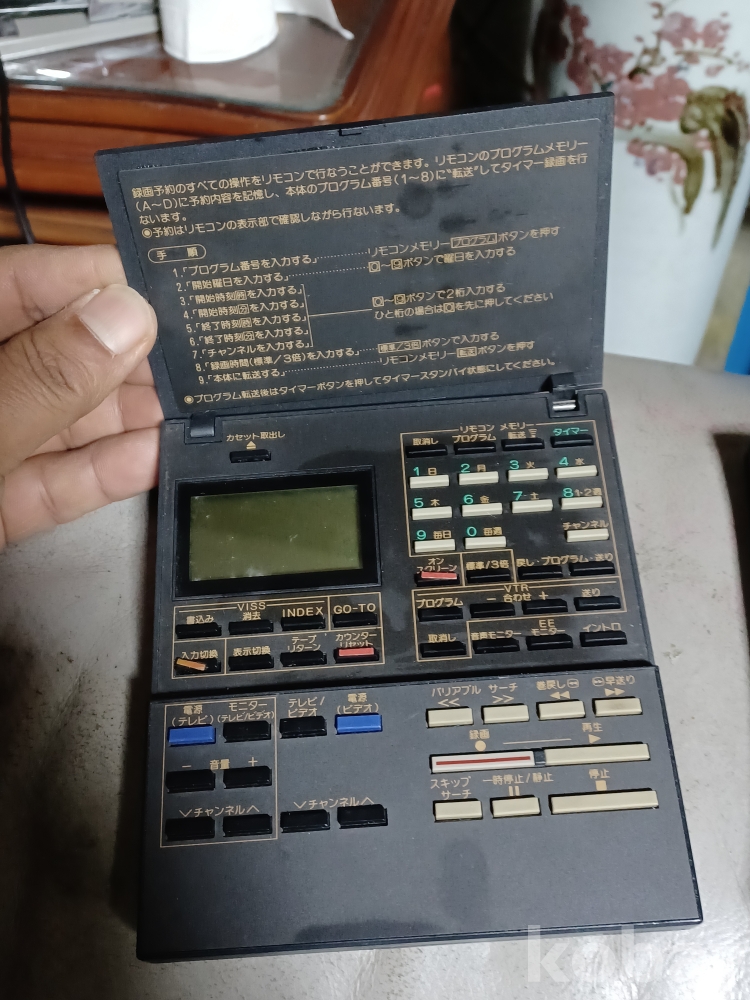 録画予約のすべての操作をリモコンで行なうことができます。リモコンのプログラムメモリー
(A～D)に予約内容を記憶し、本体のプログラム番号(1～8)に"転送"してタイマー録画を行
ないます。
●予約はリモコンの表示部で確認しながら行ないます。
手 順
1.「プログラム番号を入力する」…………リモコンメモリー プログラム ボタンを押す
2.「開始曜日を入力する」…………ボタンで曜日を入力する
3.「開始時刻時を入力する」
4.「開始時刻分を入力する」
5.「終了時刻時を入力する」
6.「終了時刻分を入力する」
7.「チャンネルを入力する」
ボタンで2桁入力する
ひと桁の場合は0を先に押してください
8.「録画時間(標準/3倍)を入力する」……標準/3倍 ボタンで入力する
9.「本体に転送する」…………リモコンメモリー 転送 ボタンを押す
●プログラム転送後はタイマーボタンを押してタイマースタンバイ状態にしてください。
カセット取出し
リモコン メモリー
取消し プログラム 転送 タイマー
1 日 2 月 3 火 4 水
5 木 6 金 7 土 8 1・2週
9 毎日 0 毎週 チャンネル
オン
スクリーン 標準/3倍 戻し・プログラム・送り
VTR
プログラム − 合わせ + 送り
EE
取消し 音声モニター モニター イントロ
VISS
書込み 消去 INDEX GO-TO
入力切換 表示切換 テープ
リターン カウンター
リセット
電源
(テレビ) モニター
(テレビ/ビデオ) テレビ/
ビデオ 電源
(ビデオ)
− 音量 +
∨チャンネル∧ ∨チャンネル∧
バリアブル サーチ 巻戻し 早送り
<< >> ◀◀ ▶▶
録画 再生
● ▶
スキップ
サーチ 一時停止/静止 停止
❚❚ ■